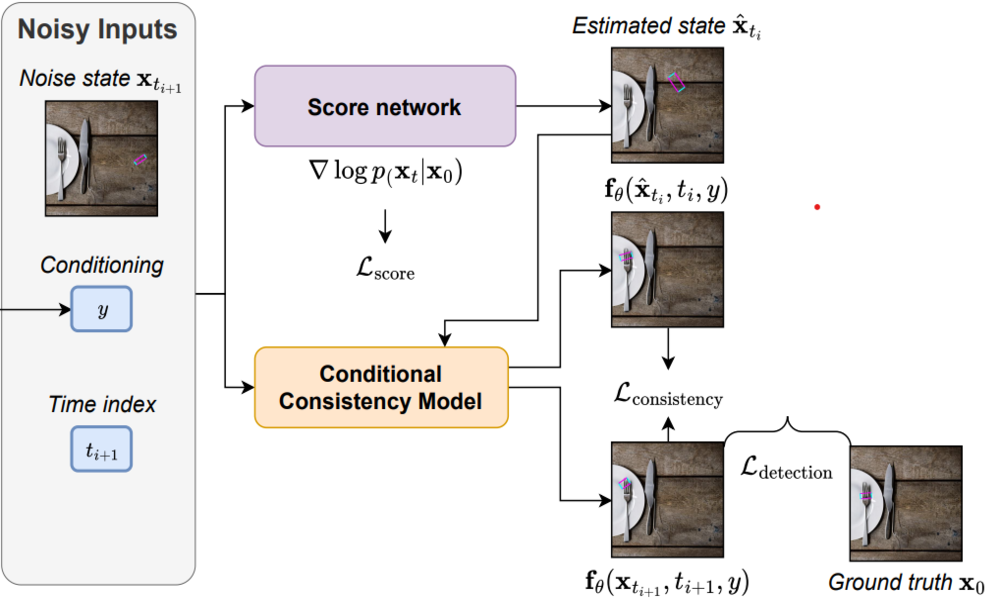 Noisy Inputs
Noise state $\mathbf{x}_{t_{i+1}}$
Conditioning
$y$
Time index
$t_{i+1}$
Score network
$\nabla \log p_{(}\mathbf{x}_t|\mathbf{x}_0)$
$\mathcal{L}_{\text{score}}$
Conditional
Consistency Model
Estimated state $\hat{\mathbf{x}}_{t_i}$
$\mathbf{f}_\theta(\hat{\mathbf{x}}_{t_i}, t_i, y)$
$\mathcal{L}_{\text{consistency}}$
$\mathcal{L}_{\text{detection}}$
$\mathbf{f}_\theta(\mathbf{x}_{t_{i+1}}, t_{i+1}, y)$
Ground truth $\mathbf{x}_0$